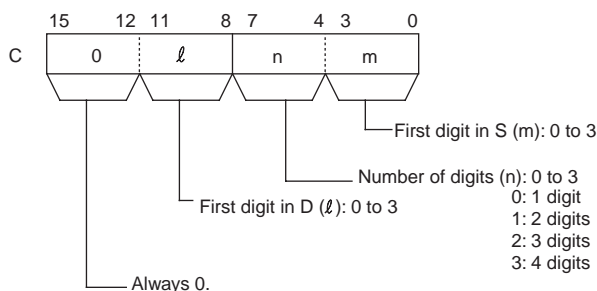 15 12 11 8 7 4 3 0
C 0 ℓ n m
First digit in S (m): 0 to 3
Number of digits (n): 0 to 3
0: 1 digit
1: 2 digits
2: 3 digits
3: 4 digits
First digit in D (ℓ): 0 to 3
Always 0.